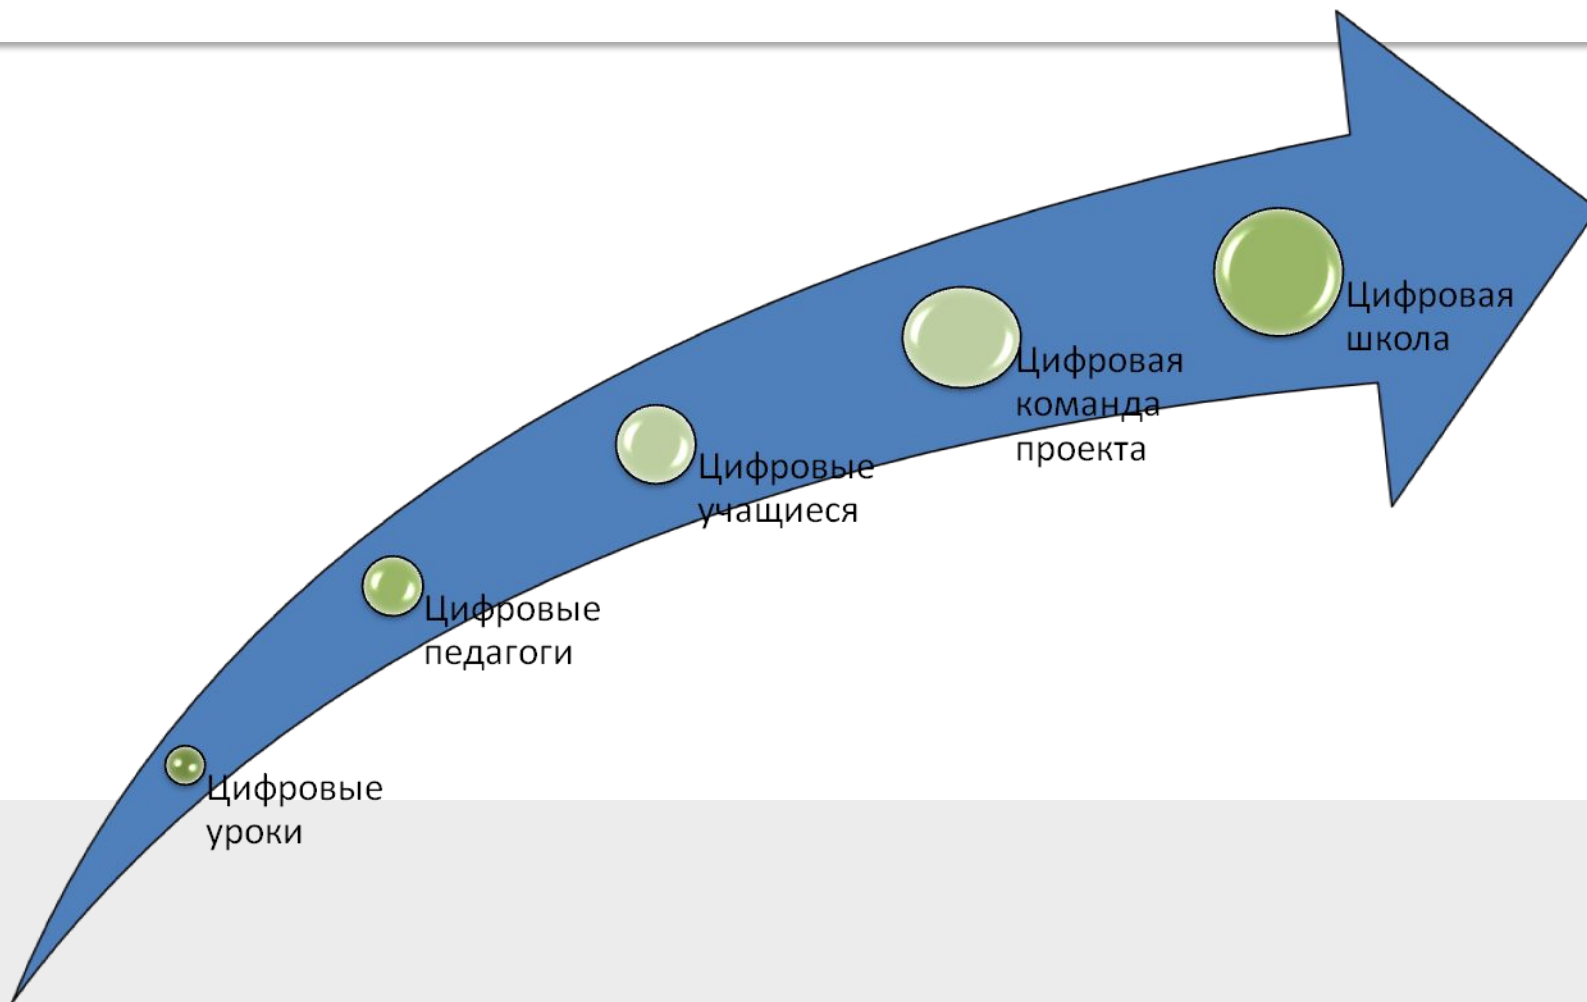 Цифровая
школа
Цифровая
команда
проекта
Цифровые
учащиеся
Цифровые
педагоги
Цифровые
уроки